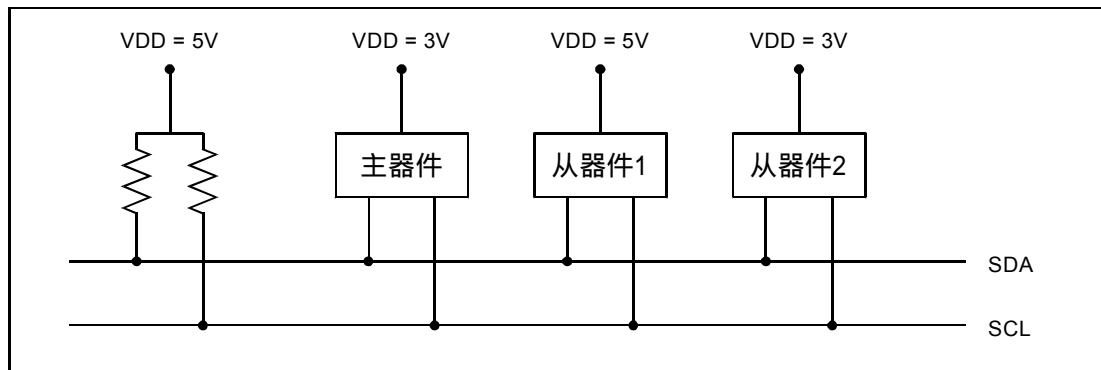 VDD = 5V
VDD = 3V
VDD = 5V
VDD = 3V
主器件
从器件1
从器件2
SDA
SCL